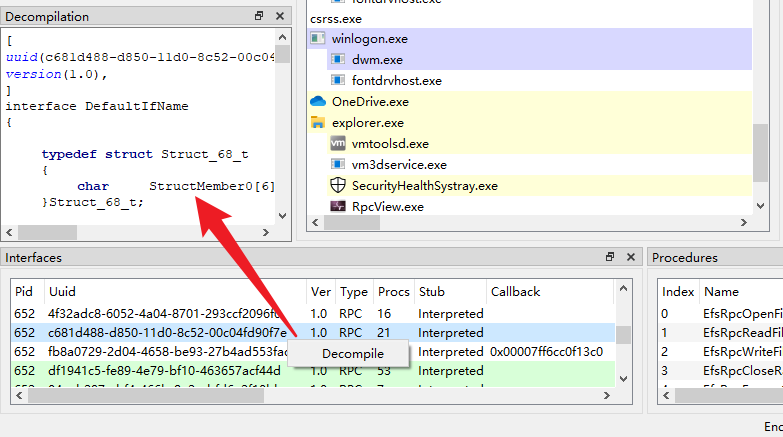 Decompilation
[
uuid(c681d488-d850-11d0-8c52-00c04
version(1.0),
]
interface DefaultIfName
{
typedef struct Struct_68_t
{
char StructMember0[6]
}Struct_68_t;
csrss.exe
winlogon.exe
dwm.exe
fontdrvhost.exe
OneDrive.exe
explorer.exe
vmtoolsd.exe
vm3dservice.exe
SecurityHealthSystray.exe
RpcView.exe
Interfaces
Pid Uuid Ver Type Procs Stub Callback
652 4f32adc8-6052-4a04-8701-293ccf2096f0 1.0 RPC 16 Interpreted
652 c681d488-d850-11d0-8c52-00c04fd90f7e 1.0 RPC 21 Interpreted
652 fb8a0729-2d04-4658-be93-27b4ad553fac 1.0 Interpreted 0x00007ff6cc0f13c0
652 df1941c5-fe89-4e79-bf10-463657acf44d 1.0 RPC 53 Interpreted
Decompile
Procedures
Index Name
0 EfsRpcOpenFi
1 EfsRpcReadFil
2 EfsRpcWriteFi
3 EfsRpcCloseRa
End